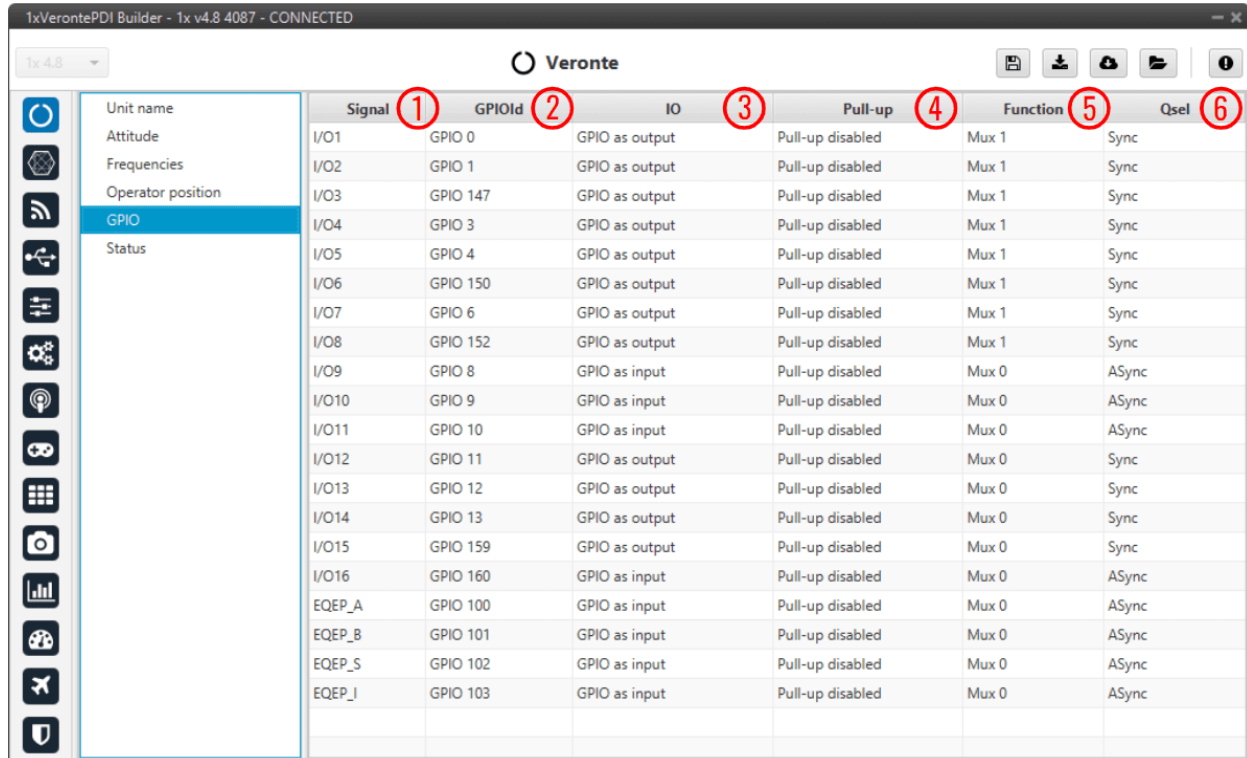 1xVerontePDI Builder - 1x v4.8 4087 - CONNECTED
1x 4.8
Veronte
Unit name
Attitude
Frequencies
Operator position
GPIO
Status
Signal 1 GPIOId 2 IO 3 Pull-up 4 Function 5 Qsel 6
I/O1 GPIO 0 GPIO as output Pull-up disabled Mux 1 Sync
I/O2 GPIO 1 GPIO as output Pull-up disabled Mux 1 Sync
I/O3 GPIO 147 GPIO as output Pull-up disabled Mux 1 Sync
I/O4 GPIO 3 GPIO as output Pull-up disabled Mux 1 Sync
I/O5 GPIO 4 GPIO as output Pull-up disabled Mux 1 Sync
I/O6 GPIO 150 GPIO as output Pull-up disabled Mux 1 Sync
I/O7 GPIO 6 GPIO as output Pull-up disabled Mux 1 Sync
I/O8 GPIO 152 GPIO as output Pull-up disabled Mux 1 Sync
I/O9 GPIO 8 GPIO as input Pull-up disabled Mux 0 ASync
I/O10 GPIO 9 GPIO as input Pull-up disabled Mux 0 ASync
I/O11 GPIO 10 GPIO as input Pull-up disabled Mux 0 ASync
I/O12 GPIO 11 GPIO as output Pull-up disabled Mux 0 Sync
I/O13 GPIO 12 GPIO as output Pull-up disabled Mux 0 Sync
I/O14 GPIO 13 GPIO as output Pull-up disabled Mux 0 Sync
I/O15 GPIO 159 GPIO as output Pull-up disabled Mux 0 Sync
I/O16 GPIO 160 GPIO as input Pull-up disabled Mux 0 ASync
EQEP_A GPIO 100 GPIO as input Pull-up disabled Mux 0 ASync
EQEP_B GPIO 101 GPIO as input Pull-up disabled Mux 0 ASync
EQEP_S GPIO 102 GPIO as input Pull-up disabled Mux 0 ASync
EQEP_I GPIO 103 GPIO as input Pull-up disabled Mux 0 ASync